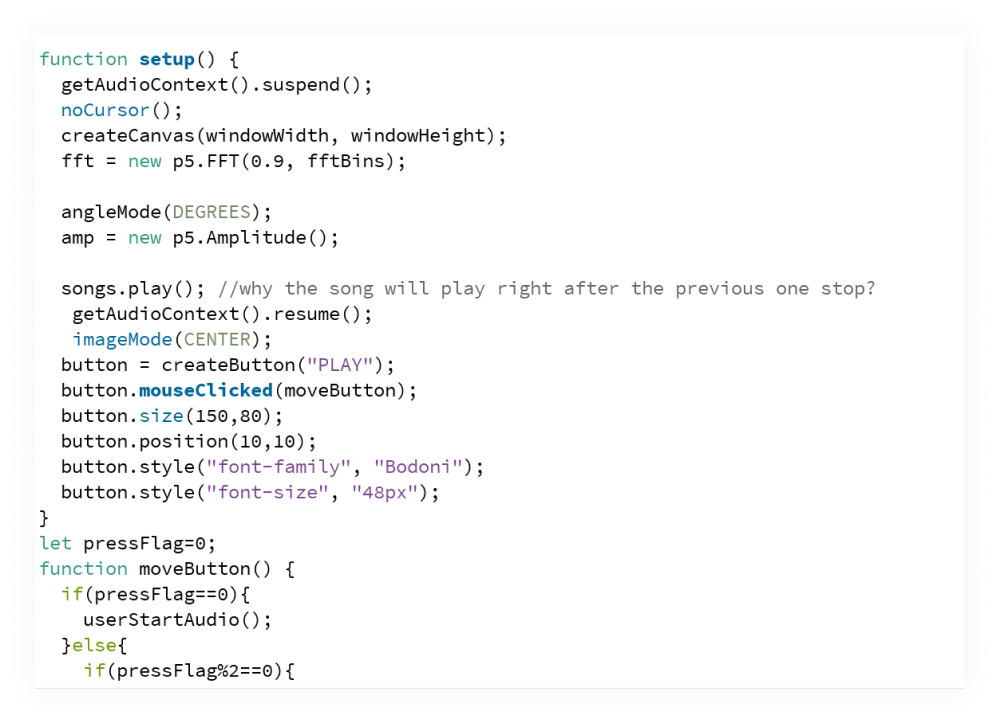 function setup() {
  getAudioContext().suspend();
  noCursor();
  createCanvas(windowWidth, windowHeight);
  fft = new p5.FFT(0.9, fftBins);

  angleMode(DEGREES);
  amp = new p5.Amplitude();

  songs.play(); //why the song will play right after the previous one stop?
   getAudioContext().resume();
   imageMode(CENTER);
  button = createButton("PLAY");
  button.mouseClicked(moveButton);
  button.size(150,80);
  button.position(10,10);
  button.style("font-family", "Bodoni");
  button.style("font-size", "48px");
}
let pressFlag=0;
function moveButton() {
  if(pressFlag==0){
    userStartAudio();
  }else{
    if(pressFlag%2==0){